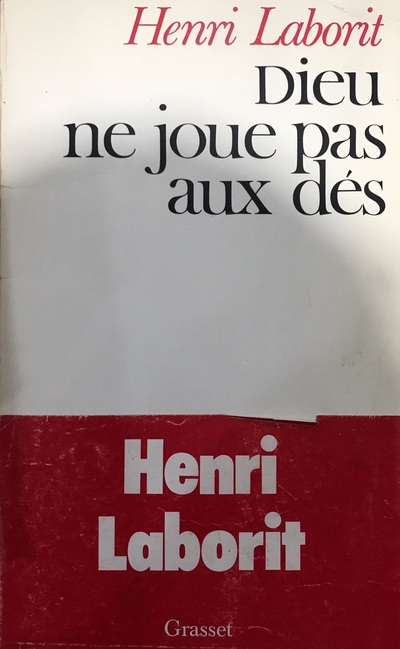 Henri Laborit
Dieu
ne joue pas
aux dés
Henri
Laborit
Grasset